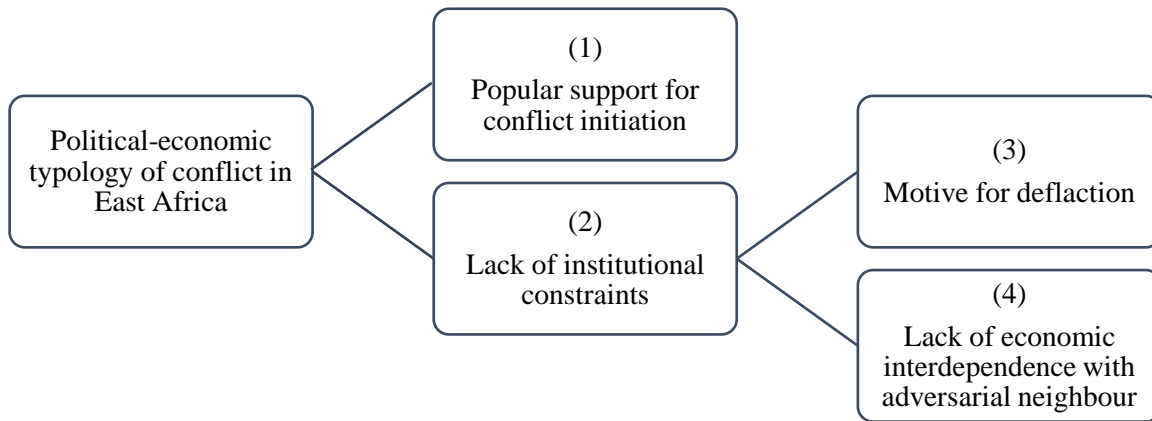 Political-economic
typology of conflict in
East Africa
(1)
Popular support for
conflict initiation
(2)
Lack of institutional
constraints
(3)
Motive for deflaction
(4)
Lack of economic
interdependence with
adversarial neighbour